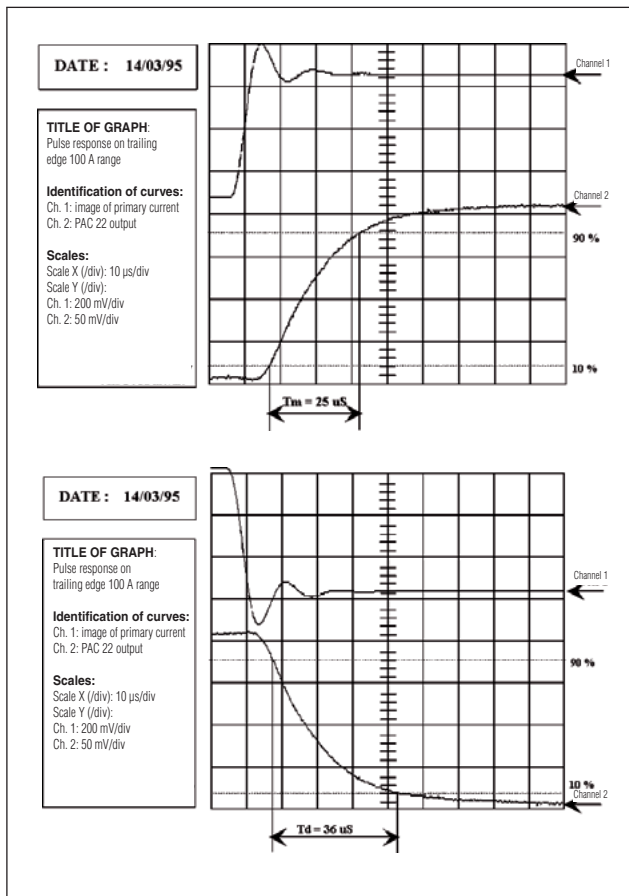 DATE : 14/03/95
TITLE OF GRAPH:
Pulse response on trailing
edge 100 A range
Identification of curves:
Ch. 1: image of primary current
Ch. 2: PAC 22 output
Scales:
Scale X (/div): 10 µs/div
Scale Y (/div):
Ch. 1: 200 mV/div
Ch. 2: 50 mV/div
Channel 1
Channel 2
90 %
10 %
Tm = 25 uS
DATE : 14/03/95
TITLE OF GRAPH:
Pulse response on
trailing edge 100 A range
Identification of curves:
Ch. 1: image of primary current
Ch. 2: PAC 22 output
Scales:
Scale X (/div): 10 µs/div
Scale Y (/div):
Ch. 1: 200 mV/div
Ch. 2: 50 mV/div
Channel 1
90 %
10 %
Channel 2
Td = 36 uS